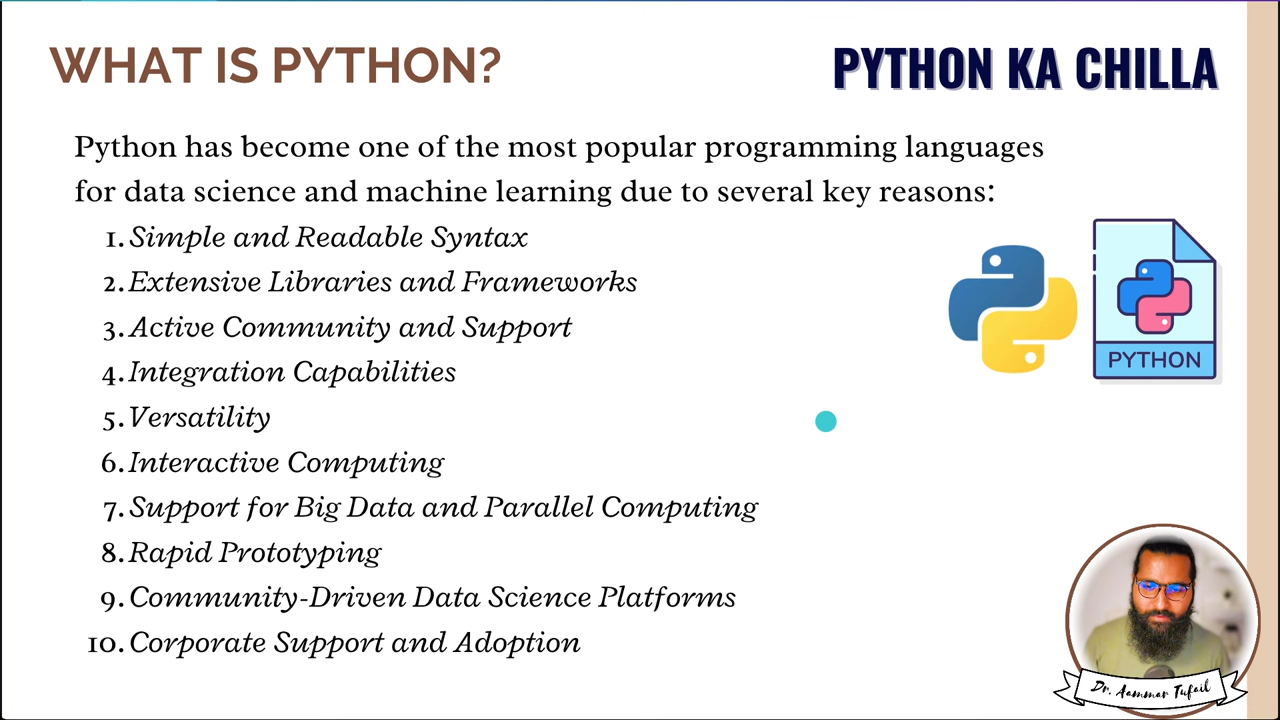 WHAT IS PYTHON?
PYTHON KA CHILLA
Python has become one of the most popular programming languages
for data science and machine learning due to several key reasons:
1. Simple and Readable Syntax
2. Extensive Libraries and Frameworks
3. Active Community and Support
4. Integration Capabilities
5. Versatility
6. Interactive Computing
7. Support for Big Data and Parallel Computing
8. Rapid Prototyping
9. Community-Driven Data Science Platforms
10. Corporate Support and Adoption
PYTHON
Dr. Aammar Tufail